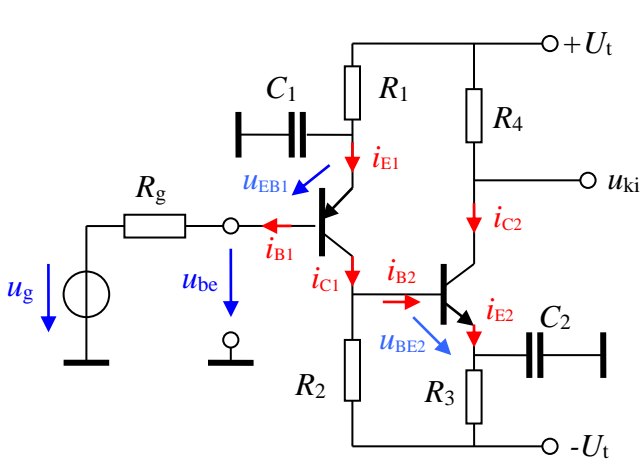 +Ut
C1
R1
R4
iE1
uEB1
Rg
uki
iC2
iB1
iC1
iB2
ug
ube
iE2
C2
uBE2
R2
R3
-Ut